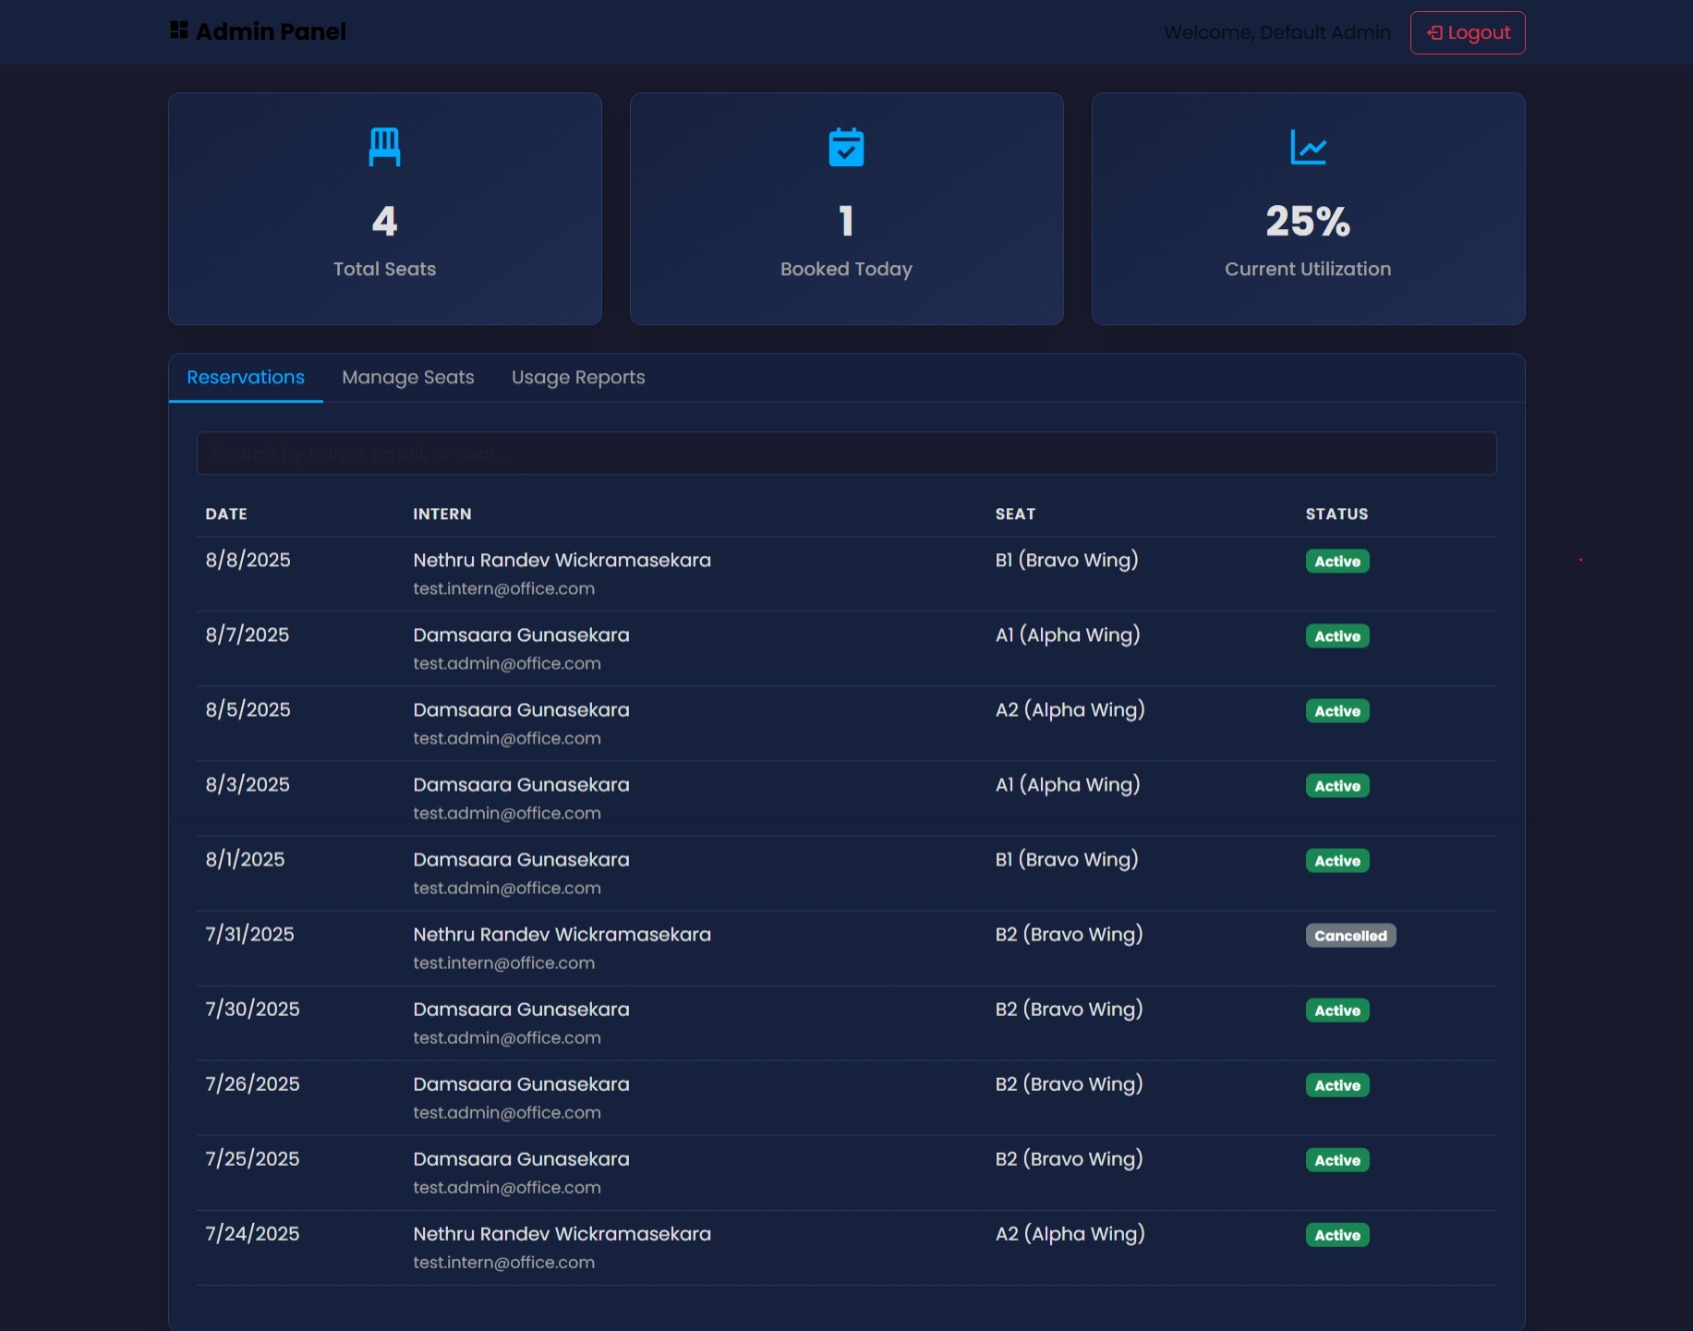 Admin Panel
Welcome, Default Admin
Logout
4
Total Seats
1
Booked Today
25%
Current Utilization
Reservations
Manage Seats
Usage Reports
Search by name, email, or seat...
DATE INTERN SEAT STATUS
8/8/2025 Nethru Randev Wickramasekara B1 (Bravo Wing) Active
test.intern@office.com
8/7/2025 Damsaara Gunasekara A1 (Alpha Wing) Active
test.admin@office.com
8/5/2025 Damsaara Gunasekara A2 (Alpha Wing) Active
test.admin@office.com
8/3/2025 Damsaara Gunasekara A1 (Alpha Wing) Active
test.admin@office.com
8/1/2025 Damsaara Gunasekara B1 (Bravo Wing) Active
test.admin@office.com
7/31/2025 Nethru Randev Wickramasekara B2 (Bravo Wing) Cancelled
test.intern@office.com
7/30/2025 Damsaara Gunasekara B2 (Bravo Wing) Active
test.admin@office.com
7/26/2025 Damsaara Gunasekara B2 (Bravo Wing) Active
test.admin@office.com
7/25/2025 Damsaara Gunasekara B2 (Bravo Wing) Active
test.admin@office.com
7/24/2025 Nethru Randev Wickramasekara A2 (Alpha Wing) Active
test.intern@office.com